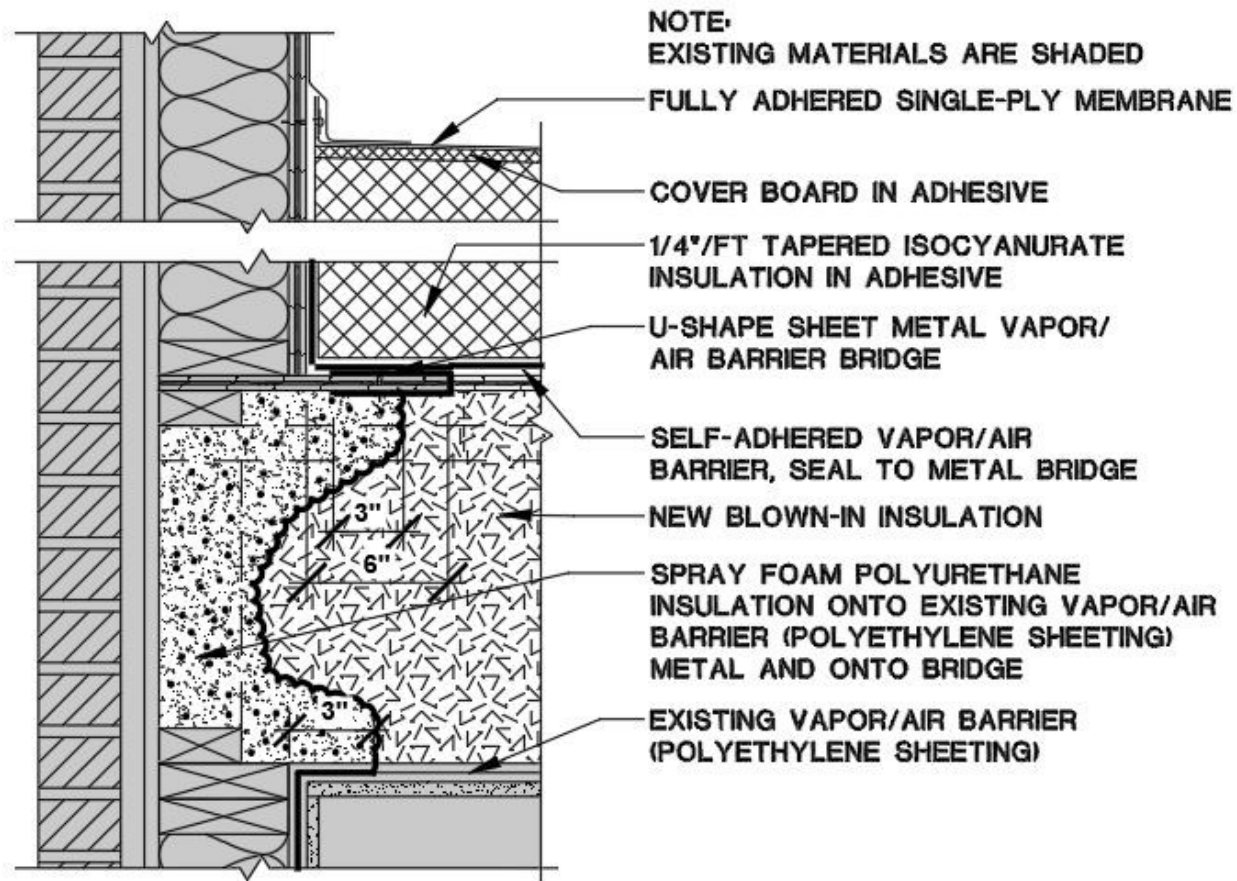 NOTE:
EXISTING MATERIALS ARE SHADED
FULLY ADHERED SINGLE-PLY MEMBRANE
COVER BOARD IN ADHESIVE
1/4"/FT TAPERED ISOCYANURATE
INSULATION IN ADHESIVE
U-SHAPE SHEET METAL VAPOR/
AIR BARRIER BRIDGE
SELF-ADHERED VAPOR/AIR
BARRIER, SEAL TO METAL BRIDGE
NEW BLOWN-IN INSULATION
3"
6"
SPRAY FOAM POLYURETHANE
INSULATION ONTO EXISTING VAPOR/AIR
BARRIER (POLYETHYLENE SHEETING)
METAL AND ONTO BRIDGE
3"
EXISTING VAPOR/AIR BARRIER
(POLYETHYLENE SHEETING)